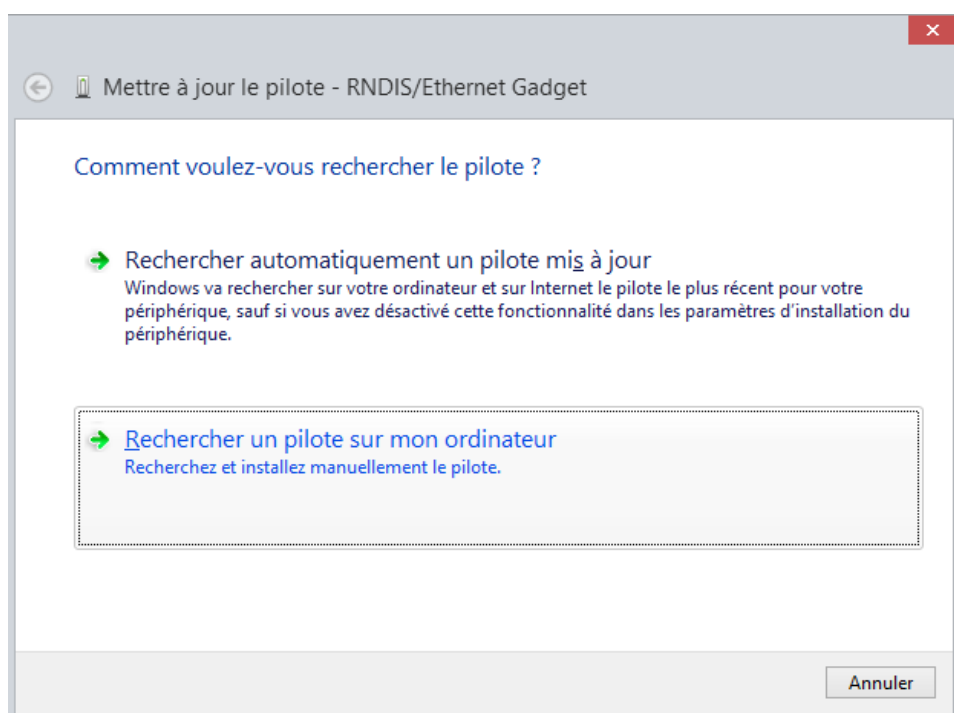 Mettre à jour le pilote - RNDIS/Ethernet Gadget
Comment voulez-vous rechercher le pilote ?
Rechercher automatiquement un pilote mis à jour
Windows va rechercher sur votre ordinateur et sur Internet le pilote le plus récent pour votre
périphérique, sauf si vous avez désactivé cette fonctionnalité dans les paramètres d'installation du
périphérique.
Rechercher un pilote sur mon ordinateur
Recherchez et installez manuellement le pilote.
Annuler